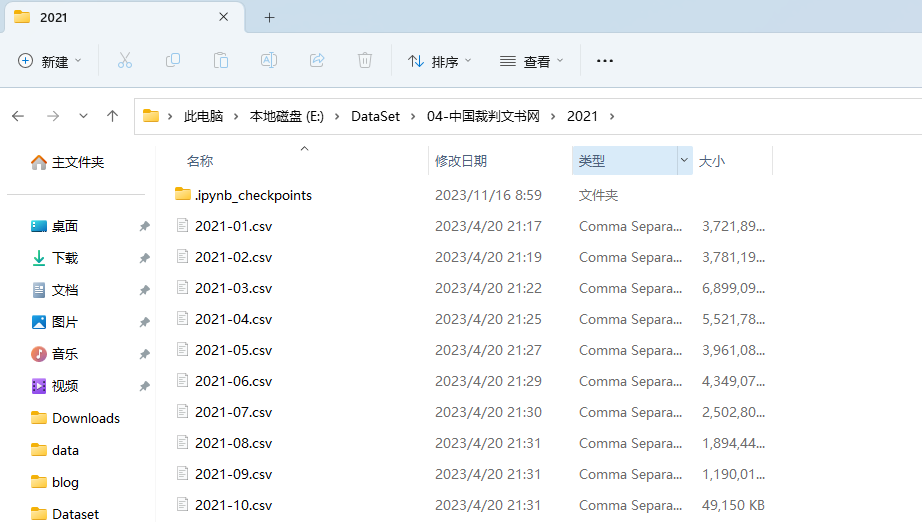 2021
新建 排序 查看
此电脑 本地磁盘 (E:) DataSet 04-中国裁判文书网 2021
主文件夹
桌面
下载
文档
图片
音乐
视频
Downloads
data
blog
Dataset
名称 修改日期 类型 大小
.ipynb_checkpoints 2023/11/16 8:59 文件夹
2021-01.csv 2023/4/20 21:17 Comma Separa... 3,721,89...
2021-02.csv 2023/4/20 21:19 Comma Separa... 3,781,19...
2021-03.csv 2023/4/20 21:22 Comma Separa... 6,899,09...
2021-04.csv 2023/4/20 21:25 Comma Separa... 5,521,78...
2021-05.csv 2023/4/20 21:27 Comma Separa... 3,961,08...
2021-06.csv 2023/4/20 21:29 Comma Separa... 4,349,07...
2021-07.csv 2023/4/20 21:30 Comma Separa... 2,502,80...
2021-08.csv 2023/4/20 21:31 Comma Separa... 1,894,44...
2021-09.csv 2023/4/20 21:31 Comma Separa... 1,190,01...
2021-10.csv 2023/4/20 21:31 Comma Separa... 49,150 KB